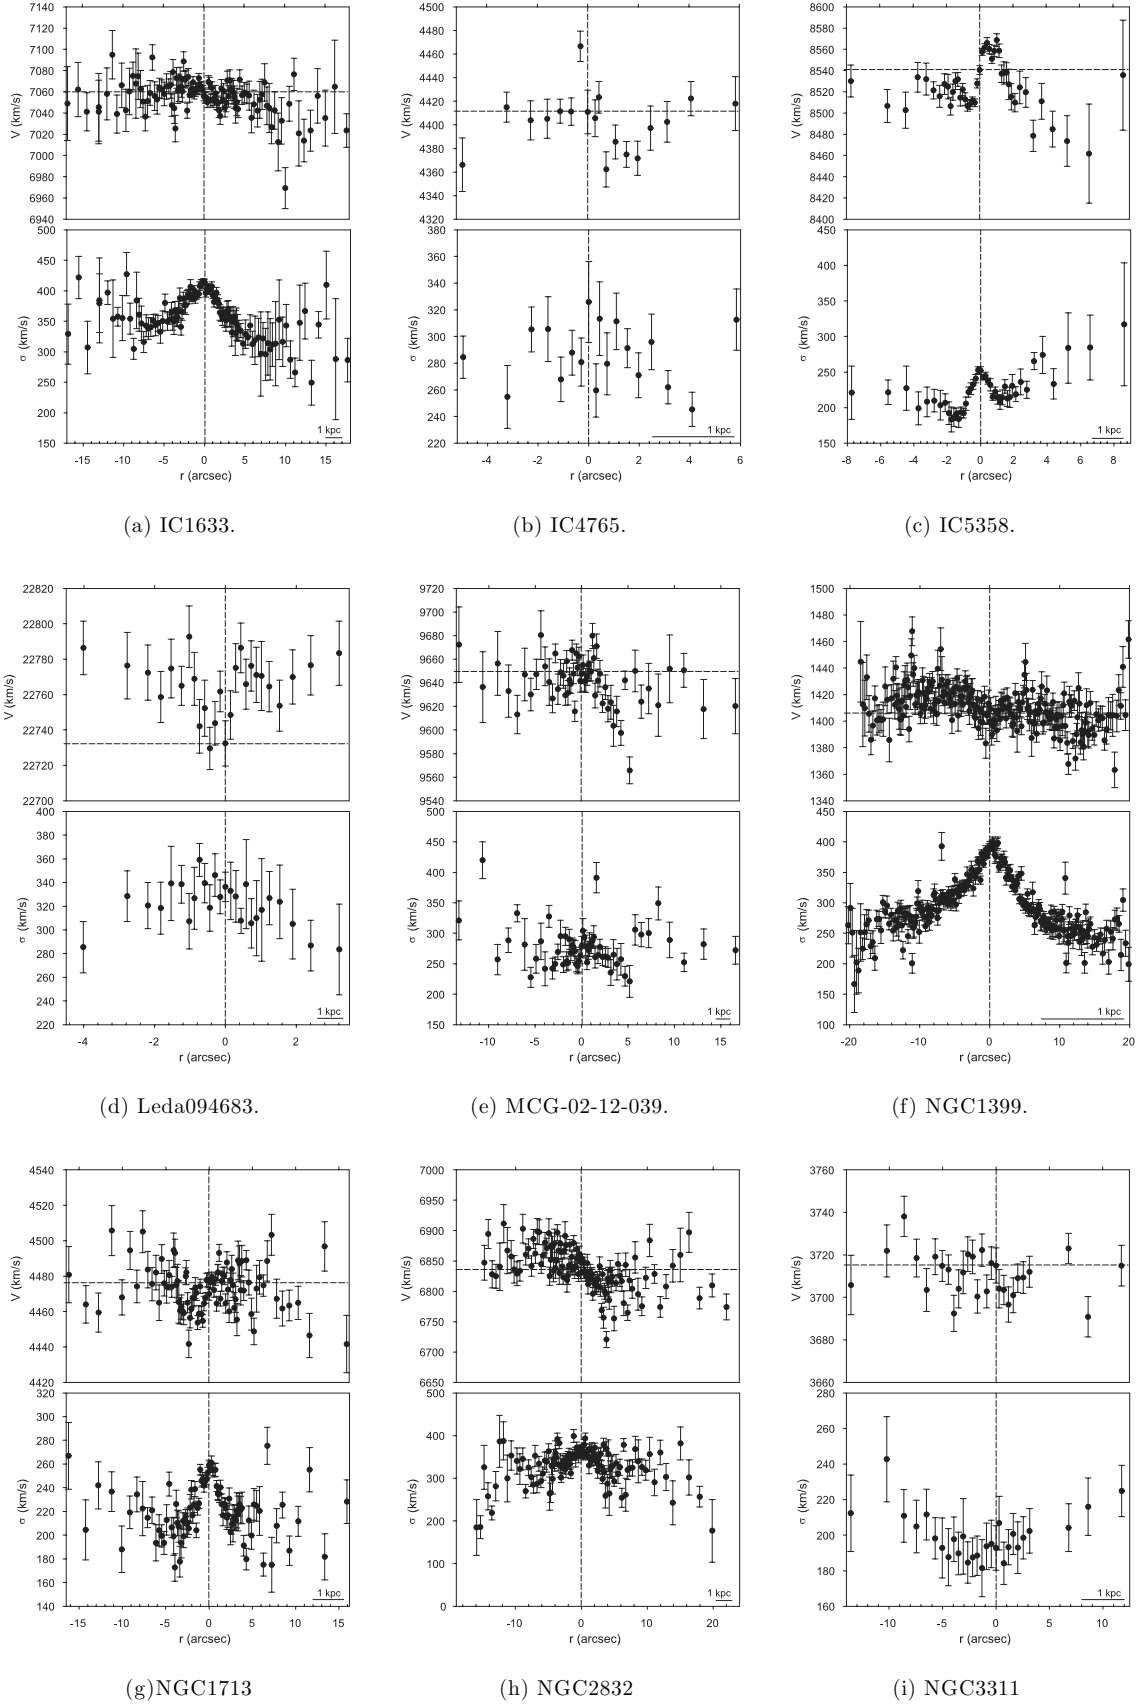 7140
7120
7100
7080
7060
7040
7020
7000
6980
6960
6940
V (km/s)
500
450
400
350
300
250
200
150
σ (km/s)
1 kpc
-15 -10 -5 0 5 10 15
r (arcsec)
(a) IC1633.
4500
4480
4460
4440
4420
4400
4380
4360
4340
4320
V (km/s)
380
360
340
320
300
280
260
240
220
σ (km/s)
1 kpc
-4 -2 0 2 4 6
r (arcsec)
(b) IC4765.
8600
8580
8560
8540
8520
8500
8480
8460
8440
8420
8400
V (km/s)
450
400
350
300
250
200
150
σ (km/s)
1 kpc
-8 -6 -4 -2 0 2 4 6 8
r (arcsec)
(c) IC5358.
22820
22800
22780
22760
22740
22720
22700
V (km/s)
400
380
360
340
320
300
280
260
240
220
σ (km/s)
1 kpc
-4 -2 0 2
r (arcsec)
(d) Leda094683.
9720
9700
9680
9660
9640
9620
9600
9580
9560
9540
V (km/s)
500
450
400
350
300
250
200
150
σ (km/s)
1 kpc
-10 -5 0 5 10 15
r (arcsec)
(e) MCG-02-12-039.
1500
1480
1460
1440
1420
1400
1380
1360
1340
V (km/s)
450
400
350
300
250
200
150
100
σ (km/s)
1 kpc
-20 -10 0 10 20
r (arcsec)
(f) NGC1399.
4540
4520
4500
4480
4460
4440
4420
V (km/s)
320
300
280
260
240
220
200
180
160
140
σ (km/s)
1 kpc
-15 -10 -5 0 5 10 15
r (arcsec)
(g)NGC1713
7000
6950
6900
6850
6800
6750
6700
6650
V (km/s)
500
400
300
200
100
0
σ (km/s)
1 kpc
-10 0 10 20
r (arcsec)
(h) NGC2832
3760
3740
3720
3700
3680
3660
V (km/s)
280
260
240
220
200
180
160
σ (km/s)
1 kpc
-10 -5 0 5 10
r (arcsec)
(i) NGC3311